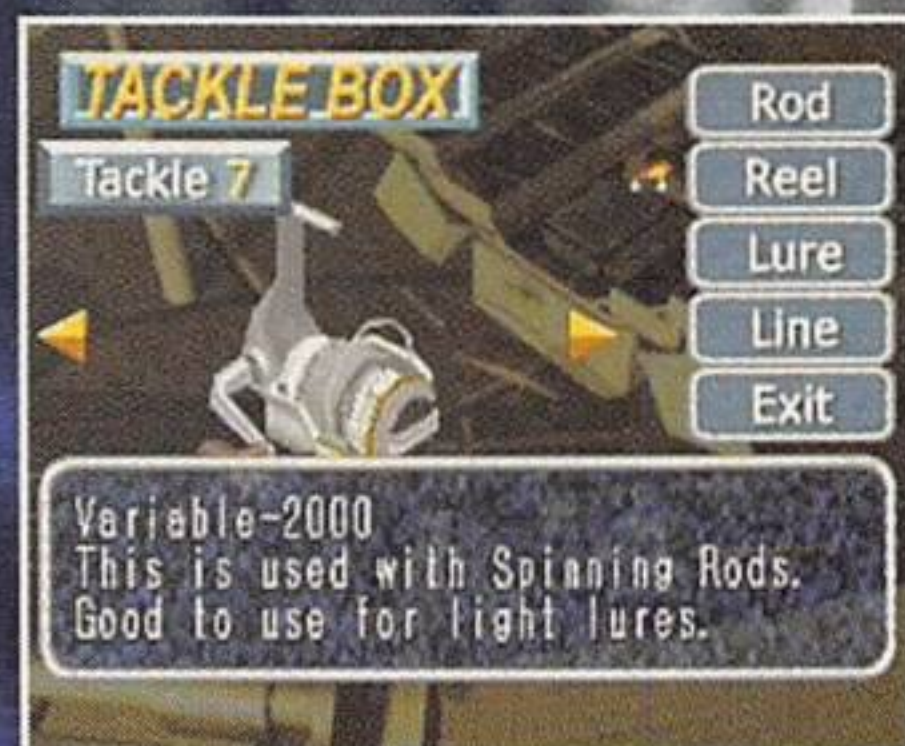 TACKLE BOX
Tackle 7
Rod
Reel
Lure
Line
Exit
Variable-2000
This is used with Spinning Rods.
Good to use for light lures.